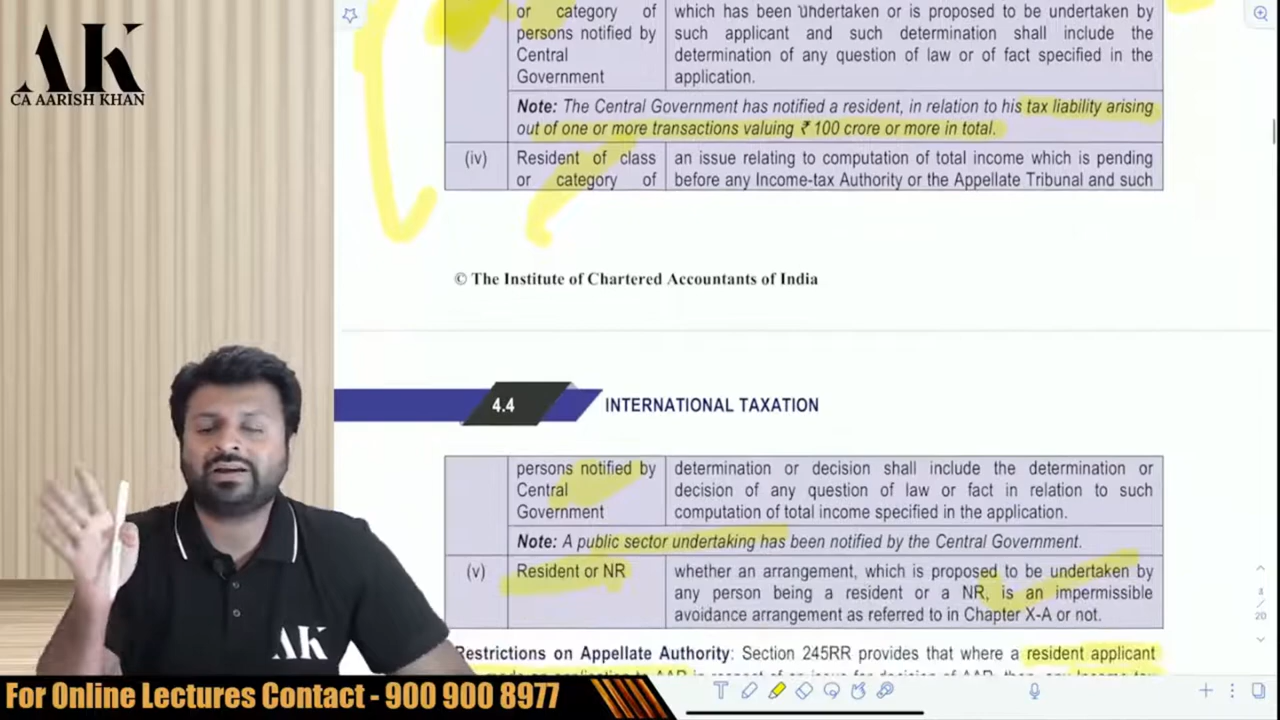 AK
CA AARISH KHAN
or category of
persons notified by
Central
Government
which has been undertaken or is proposed to be undertaken by
such applicant and such determination shall include the
determination of any question of law or of fact specified in the
application.
Note: The Central Government has notified a resident, in relation to his tax liability arising
out of one or more transactions valuing ₹ 100 crore or more in total.
(iv)
Resident of class
or category of
an issue relating to computation of total income which is pending
before any Income-tax Authority or the Appellate Tribunal and such
© The Institute of Chartered Accountants of India
4.4
INTERNATIONAL TAXATION
persons notified by
Central
Government
determination or decision shall include the determination or
decision of any question of law or fact in relation to such
computation of total income specified in the application.
Note: A public sector undertaking has been notified by the Central Government.
(v)
Resident or NR
whether an arrangement, which is proposed to be undertaken by
any person being a resident or a NR, is an impermissible
avoidance arrangement as referred to in Chapter X-A or not.
Restrictions on Appellate Authority: Section 245RR provides that where a resident applicant
4
/
20
AK
For Online Lectures Contact - 900 900 8977